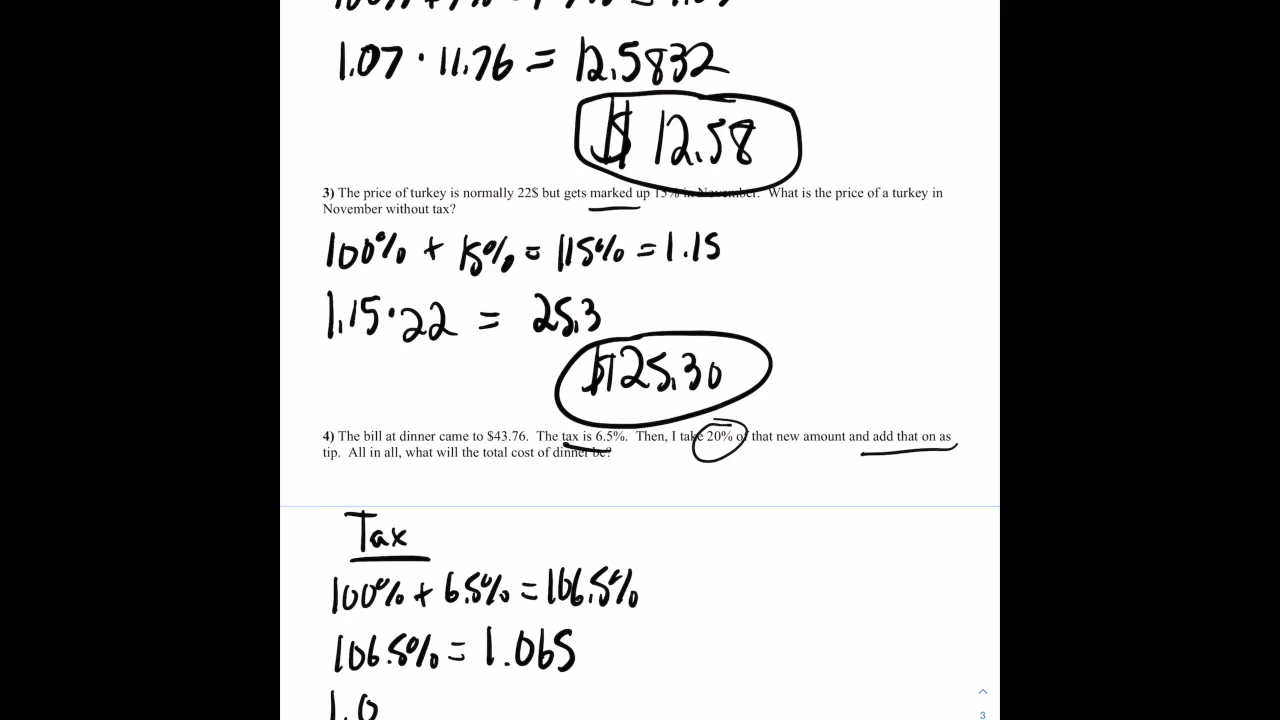 1.07 · 11.76 = 12.5832
$ 12.58
3) The price of turkey is normally 22$ but gets marked up 15% in November. What is the price of a turkey in
November without tax?
100% + 15% = 115% = 1.15
1.15 · 22 = 25.3
$25.30
4) The bill at dinner came to $43.76. The tax is 6.5%. Then, I take 20% of that new amount and add that on as
tip. All in all, what will the total cost of dinner be?
Tax
100% + 6.5% = 106.5%
106.5% = 1.065
1.0
3